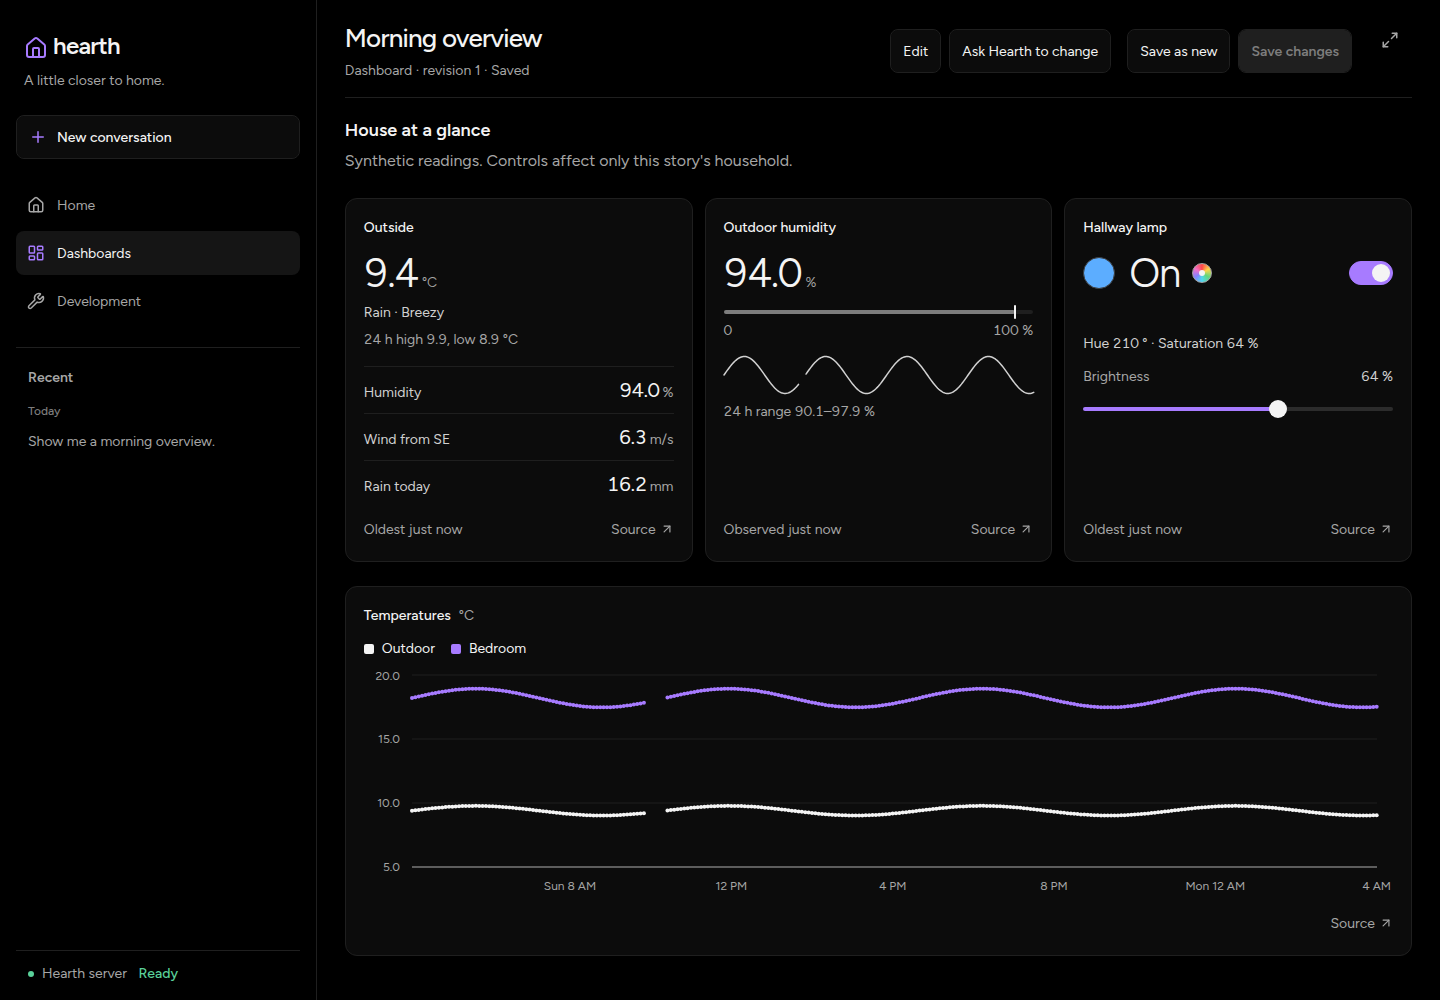 hearth
A little closer to home.
New conversation
Home
Dashboards
Development
Recent
Today
Show me a morning overview.
Hearth server Ready
Morning overview
Dashboard · revision 1 · Saved
Edit
Ask Hearth to change
Save as new
Save changes
House at a glance
Synthetic readings. Controls affect only this story's household.
Outside
9.4 °C
Rain · Breezy
24 h high 9.9, low 8.9 °C
Humidity 94.0 %
Wind from SE 6.3 m/s
Rain today 16.2 mm
Oldest just now Source
Outdoor humidity
94.0 %
0 100 %
24 h range 90.1–97.9 %
Observed just now Source
Hallway lamp
On
Hue 210 ° · Saturation 64 %
Brightness 64 %
Oldest just now Source
Temperatures °C
Outdoor Bedroom
20.0
15.0
10.0
5.0
Sun 8 AM 12 PM 4 PM 8 PM Mon 12 AM 4 AM
Source